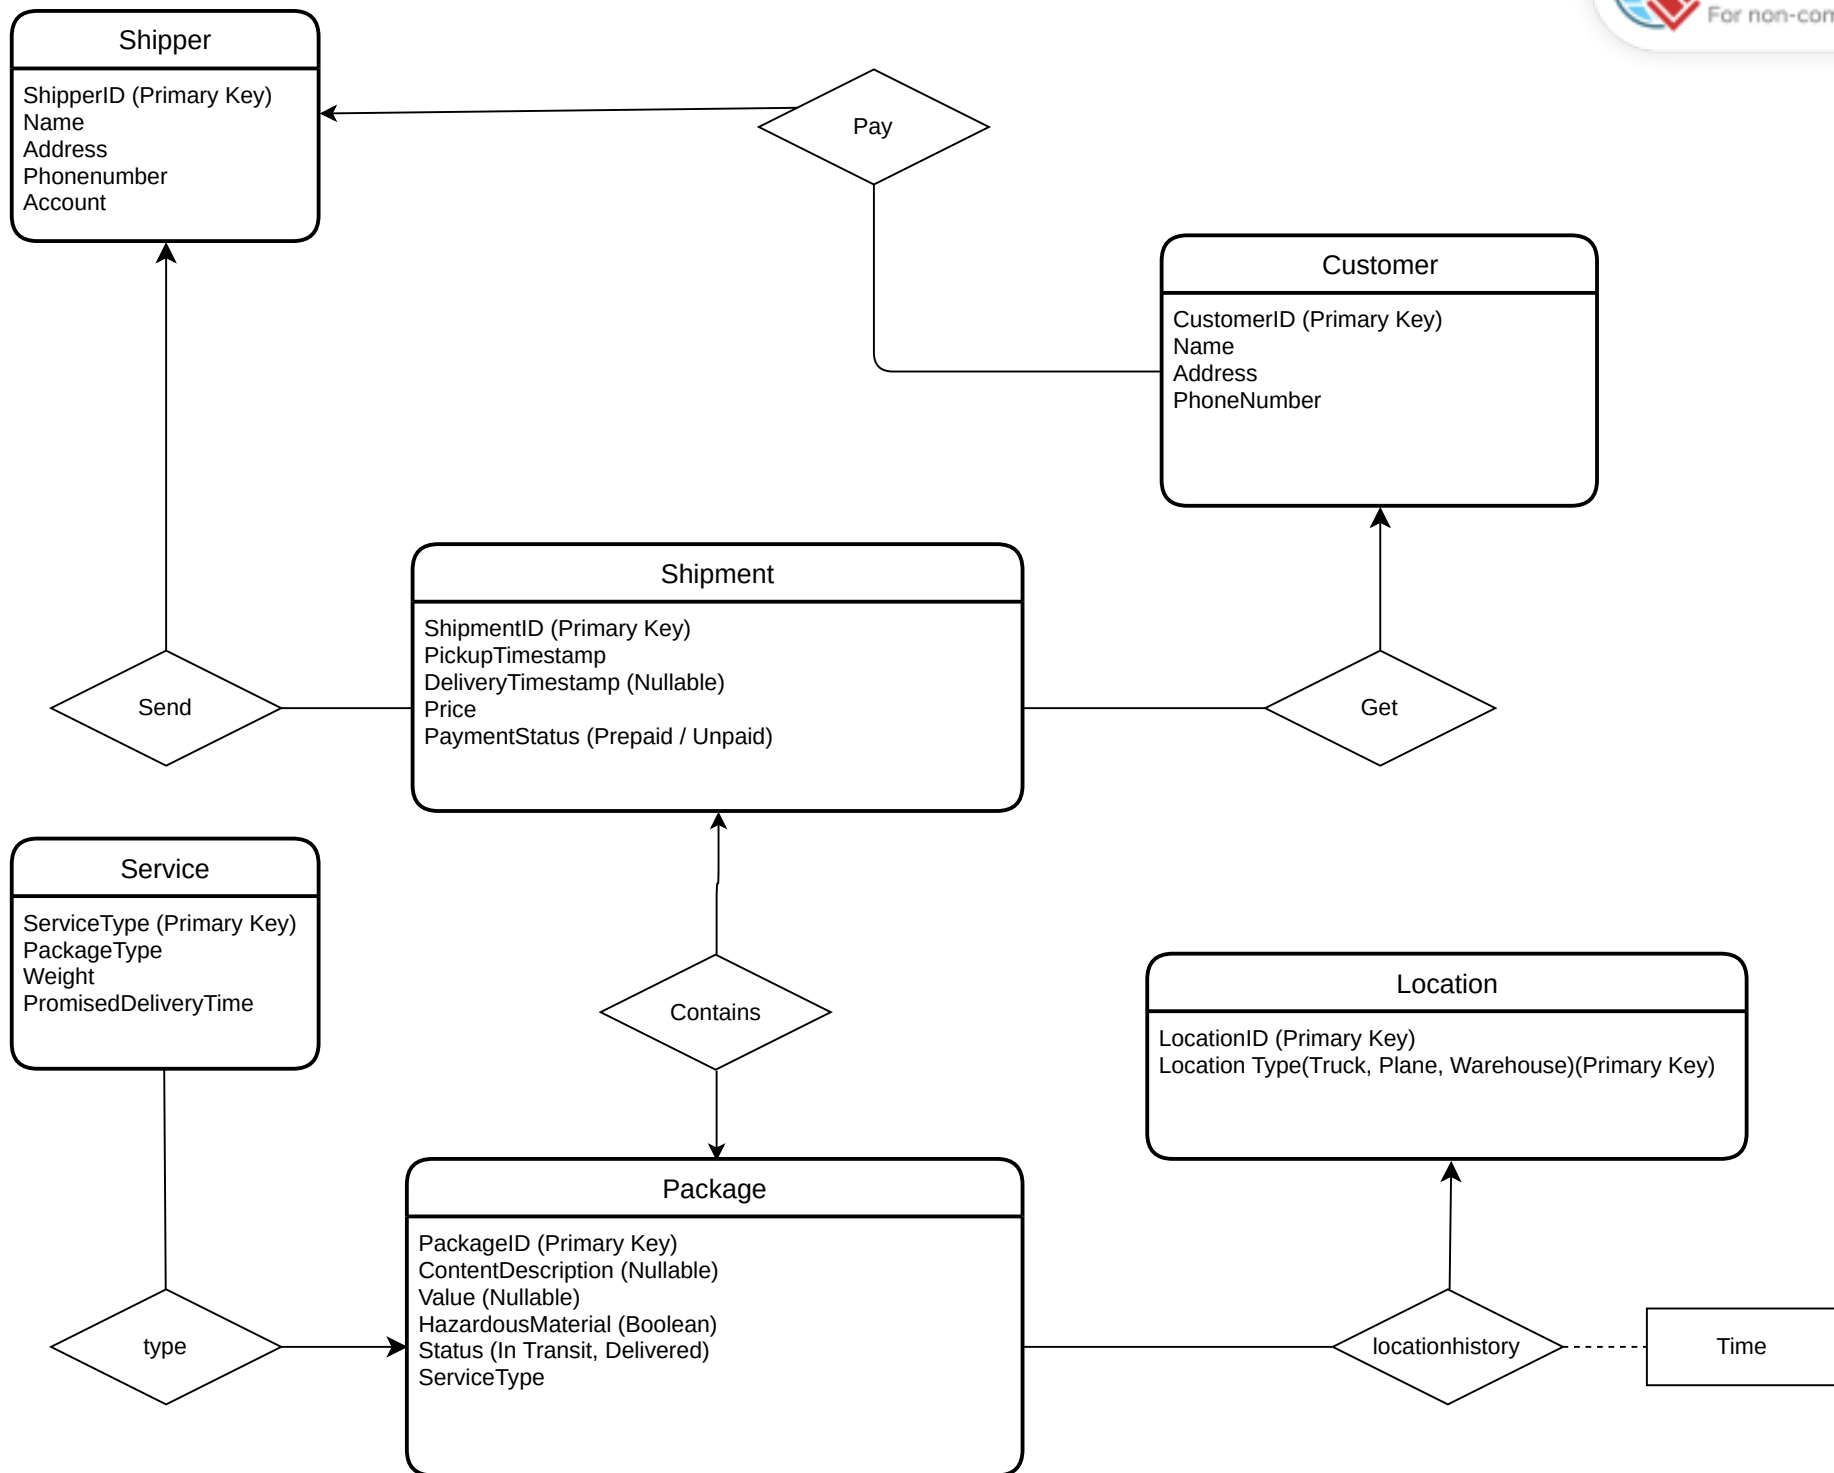 For non-com
Shipper
ShipperID (Primary Key)
Name
Address
Phonenumber
Account
Pay
Customer
CustomerID (Primary Key)
Name
Address
PhoneNumber
Shipment
ShipmentID (Primary Key)
PickupTimestamp
DeliveryTimestamp (Nullable)
Price
PaymentStatus (Prepaid / Unpaid)
Send
Get
Service
ServiceType (Primary Key)
PackageType
Weight
PromisedDeliveryTime
Contains
Location
LocationID (Primary Key)
Location Type(Truck, Plane, Warehouse)(Primary Key)
Package
PackageID (Primary Key)
ContentDescription (Nullable)
Value (Nullable)
HazardousMaterial (Boolean)
Status (In Transit, Delivered)
ServiceType
type
locationhistory
Time